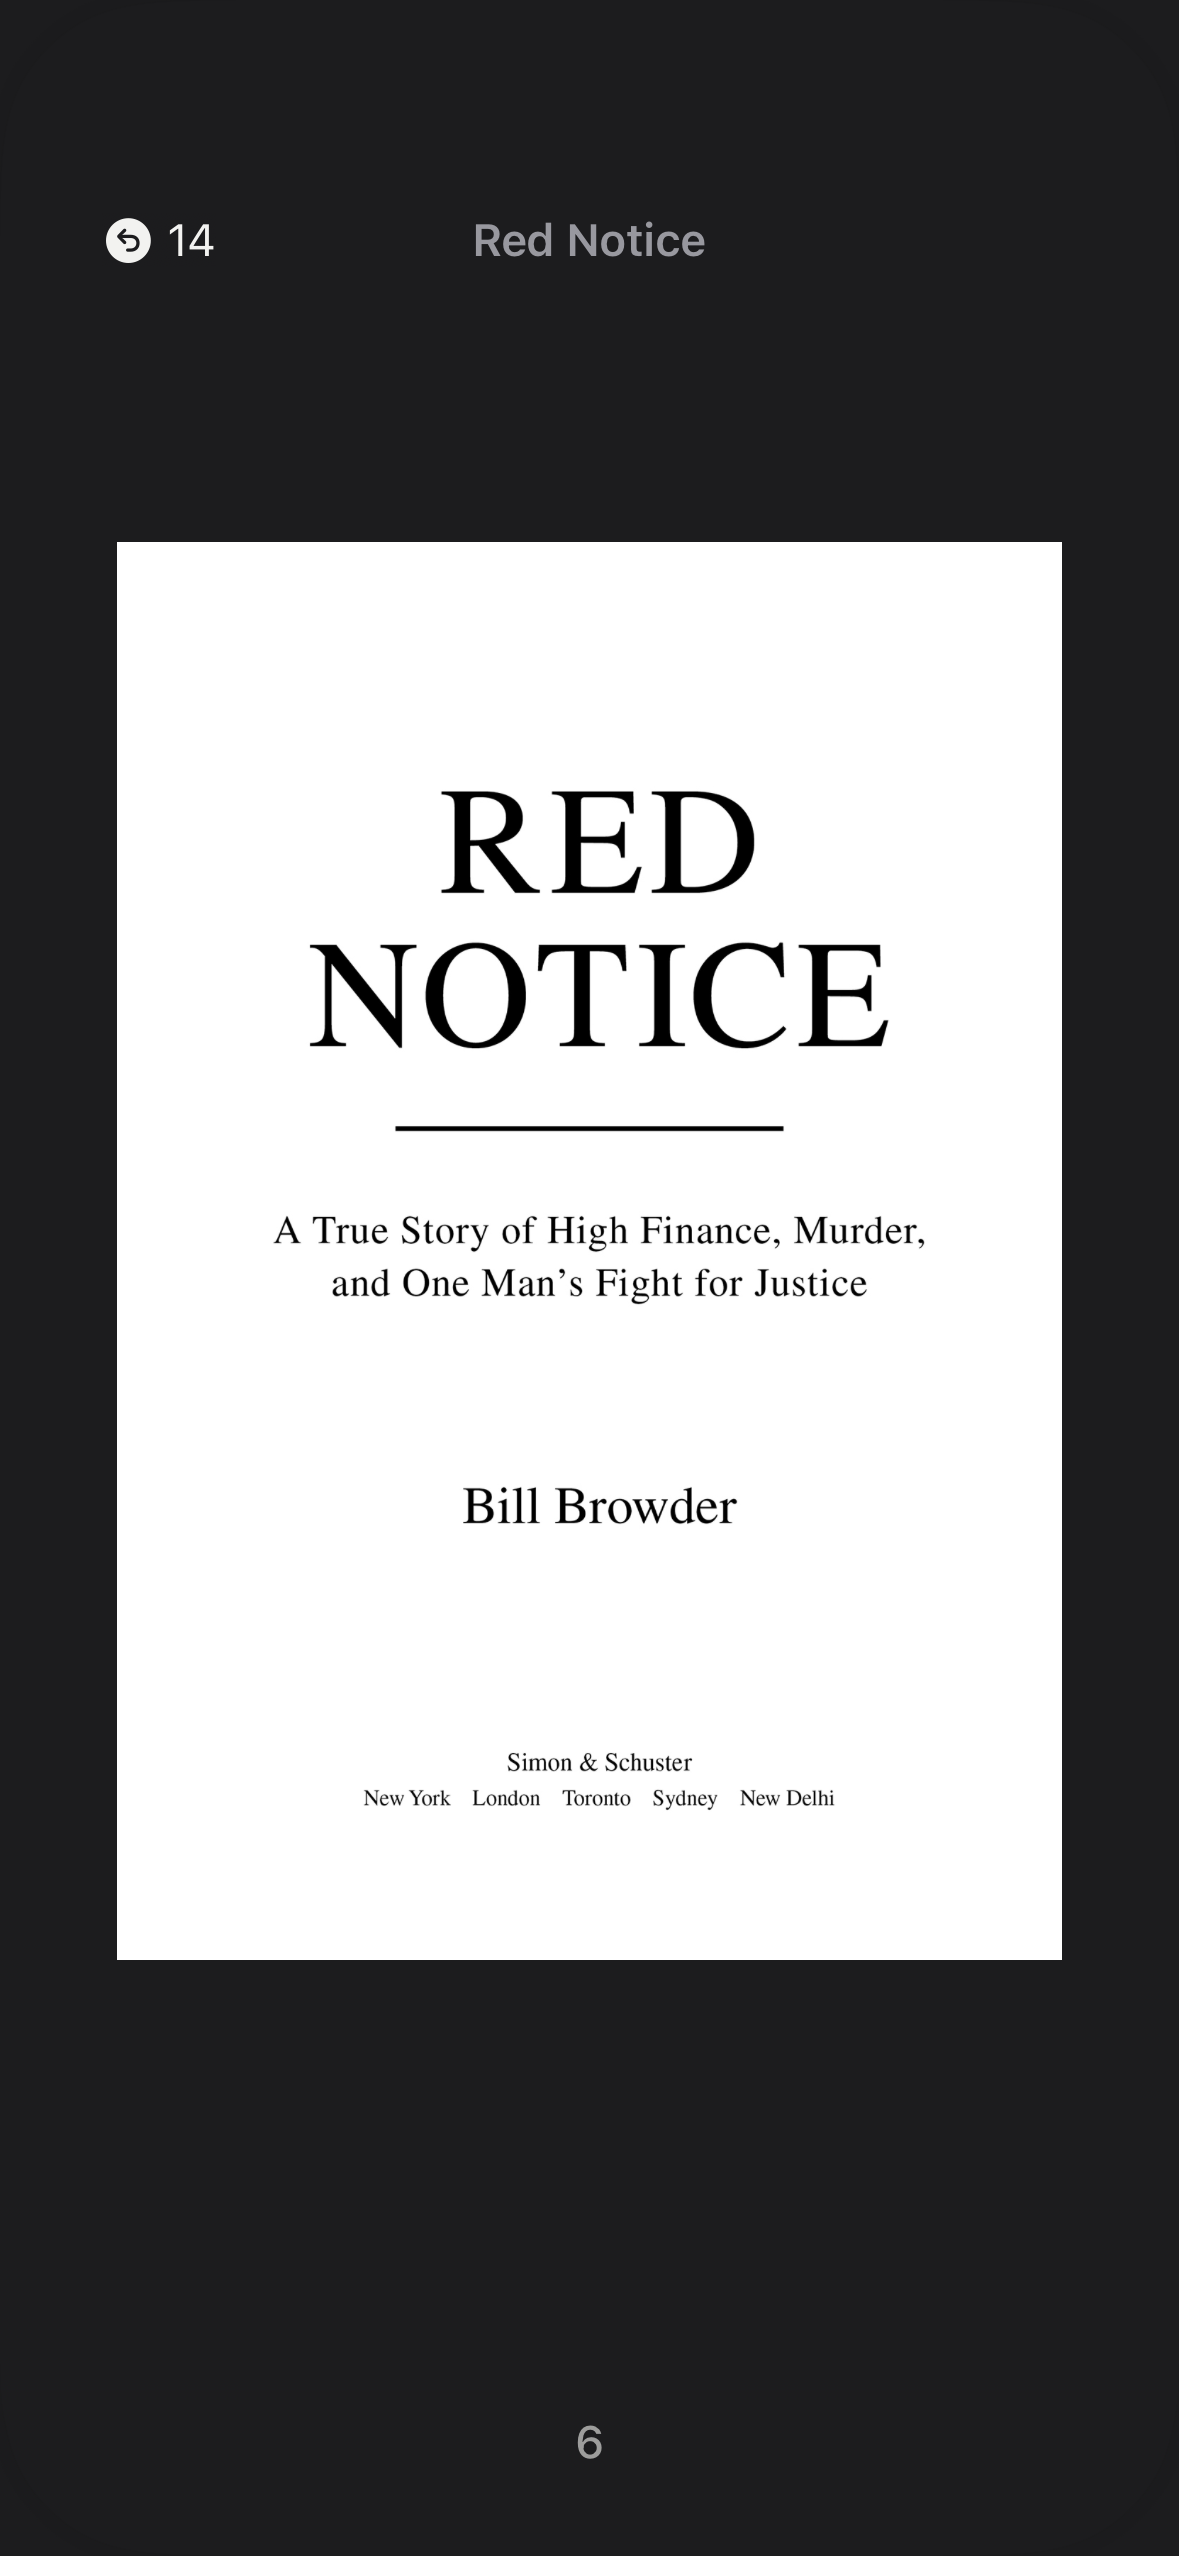 14 Red Notice
RED
NOTICE
A True Story of High Finance, Murder,
and One Man’s Fight for Justice
Bill Browder
Simon & Schuster
New York London Toronto Sydney New Delhi
6